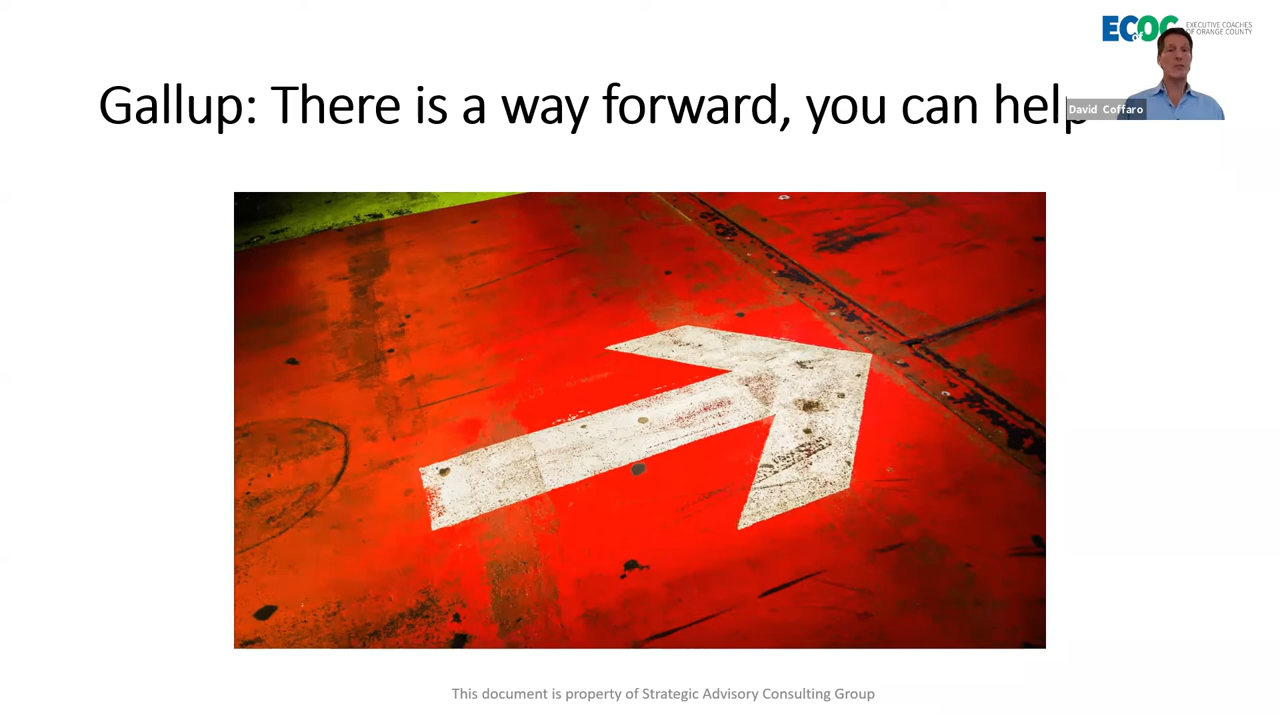 ECofOC EXECUTIVE COACHES
OF ORANGE COUNTY
Gallup: There is a way forward, you can help
David Coffaro
This document is property of Strategic Advisory Consulting Group